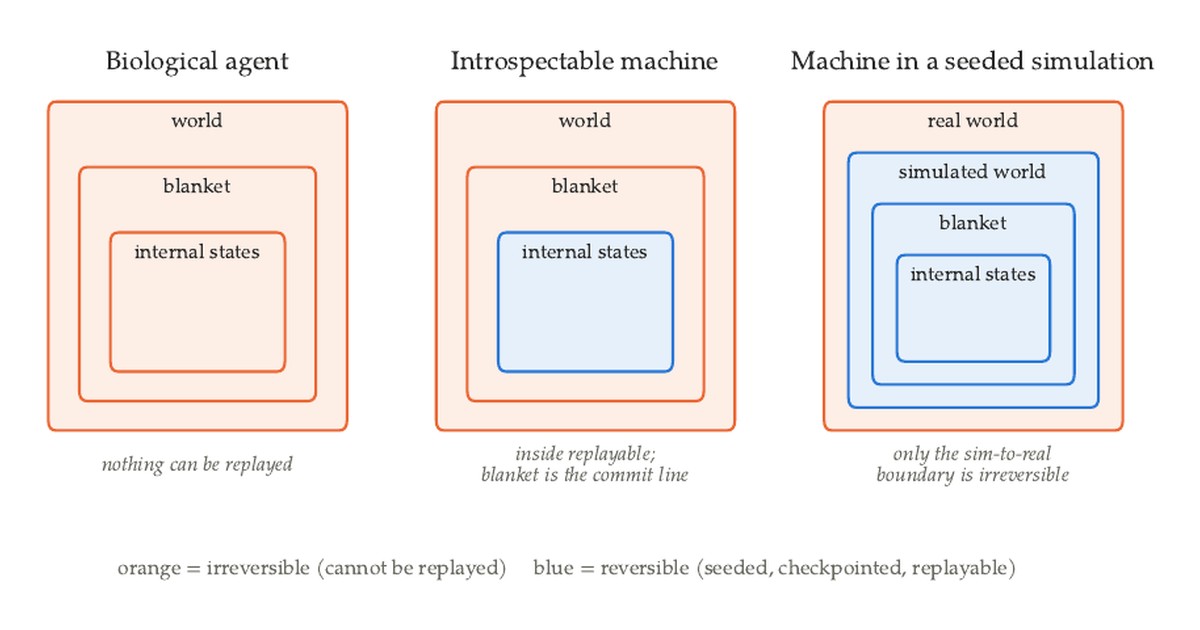 Biological agent
Introspectable machine
Machine in a seeded simulation
world
blanket
internal states
world
blanket
internal states
real world
simulated world
blanket
internal states
nothing can be replayed
inside replayable;
blanket is the commit line
only the sim-to-real
boundary is irreversible
orange = irreversible (cannot be replayed)
blue = reversible (seeded, checkpointed, replayable)